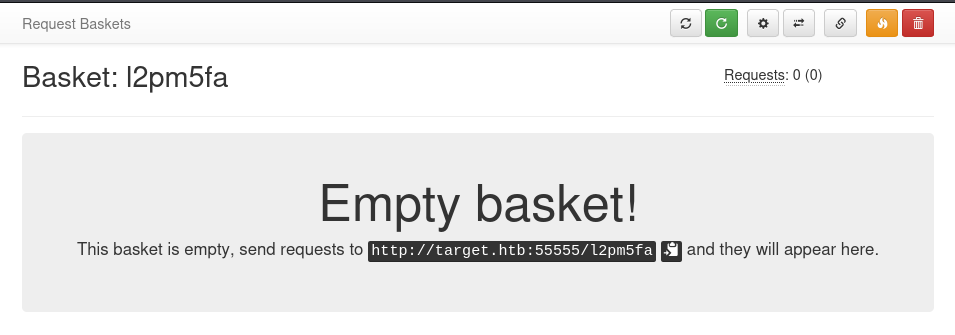 Request Baskets
Basket: l2pm5fa
Requests: 0 (0)
Empty basket!
This basket is empty, send requests to http://target.htb:55555/l2pm5fa and they will appear here.